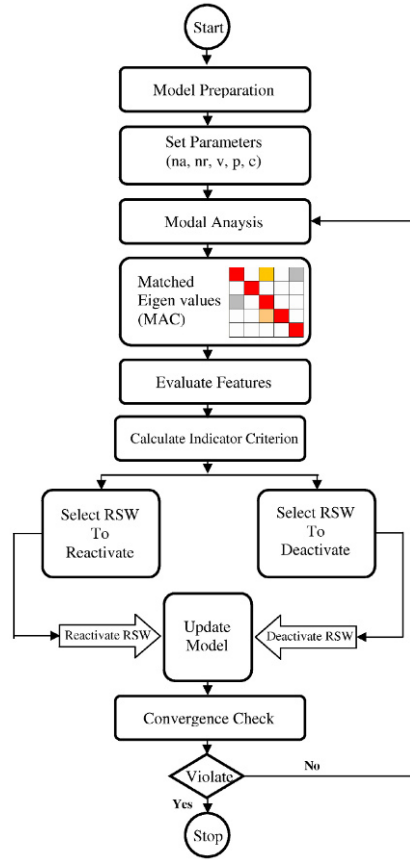 Start
Model Preparation
Set Parameters
(na, nr, v, p, c)
Modal Anaysis
Matched
Eigen values
(MAC)
Evaluate Features
Calculate Indicator Criterion
Select RSW
To
Reactivate
Select RSW
To
Deactivate
Reactivate RSW
Update
Model
Deactivate RSW
Convergence Check
Violate
No
Yes
Stop